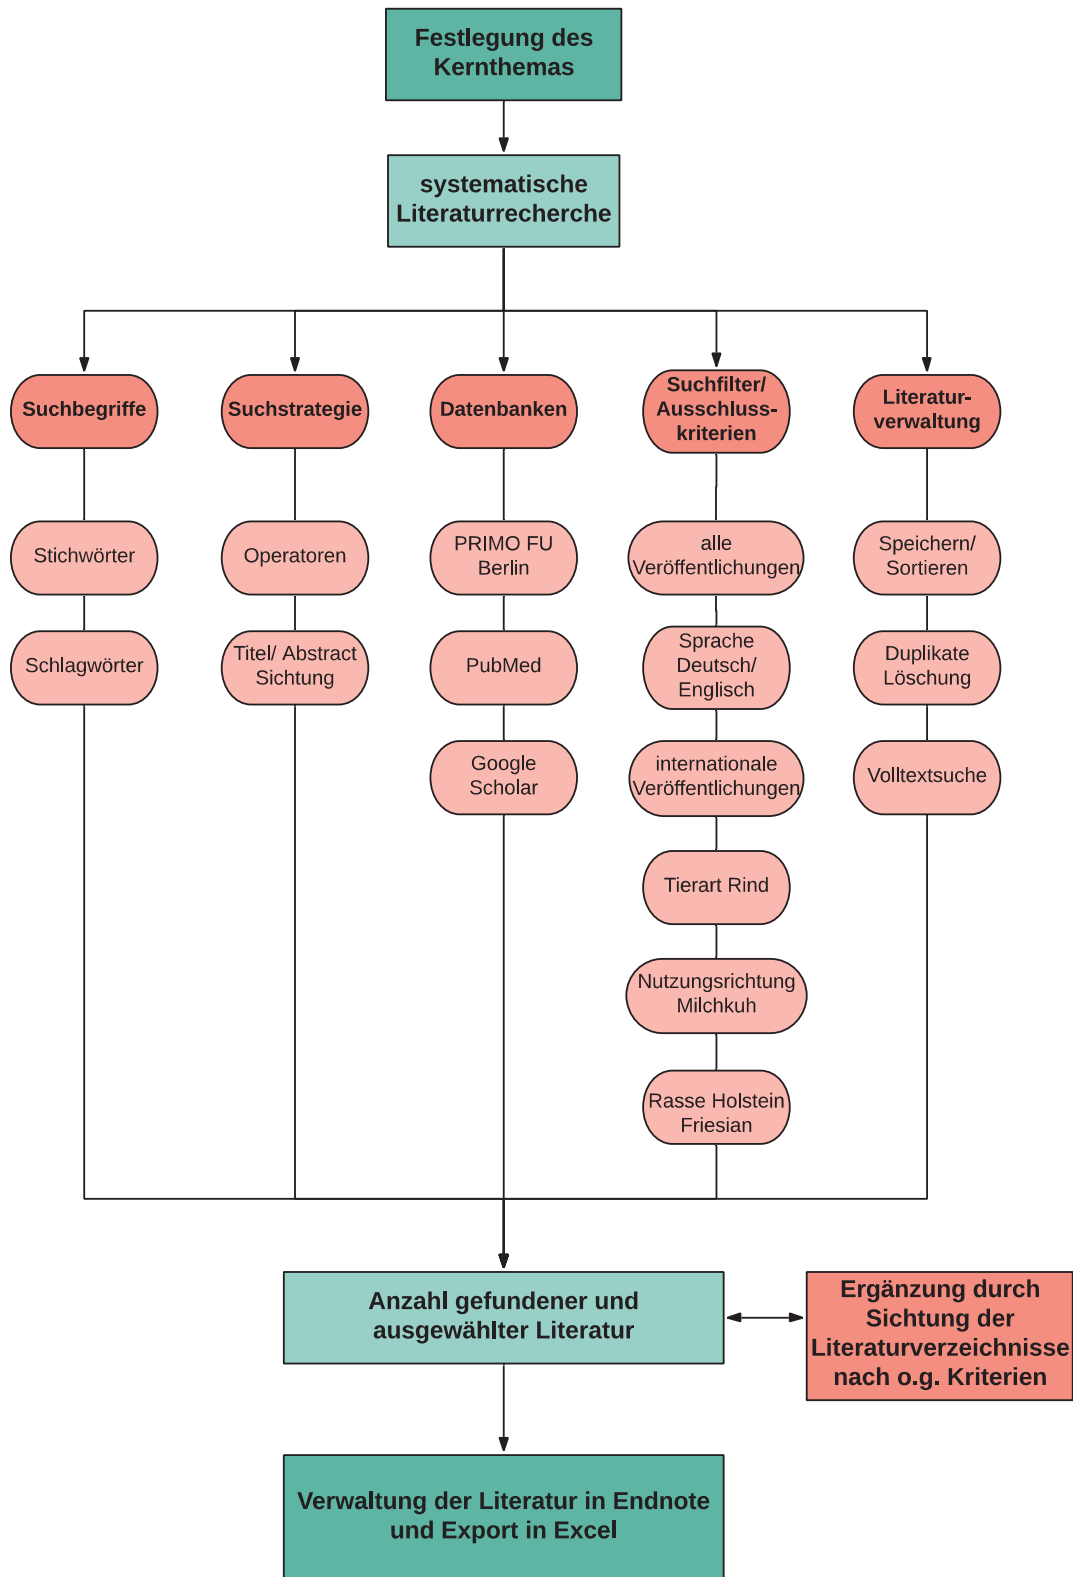 Festlegung des
Kernthemas
systematische
Literaturrecherche
Suchbegriffe
Stichwörter
Schlagwörter
Suchstrategie
Operatoren
Titel/ Abstract
Sichtung
Datenbanken
PRIMO FU
Berlin
PubMed
Google
Scholar
Suchfilter/
Ausschluss-
kriterien
alle
Veröffentlichungen
Sprache
Deutsch/
Englisch
internationale
Veröffentlichungen
Tierart Rind
Nutzungsrichtung
Milchkuh
Rasse Holstein
Friesian
Literatur-
verwaltung
Speichern/
Sortieren
Duplikate
Löschung
Volltextsuche
Anzahl gefundener und
ausgewählter Literatur
Ergänzung durch
Sichtung der
Literaturverzeichnisse
nach o.g. Kriterien
Verwaltung der Literatur in Endnote
und Export in Excel